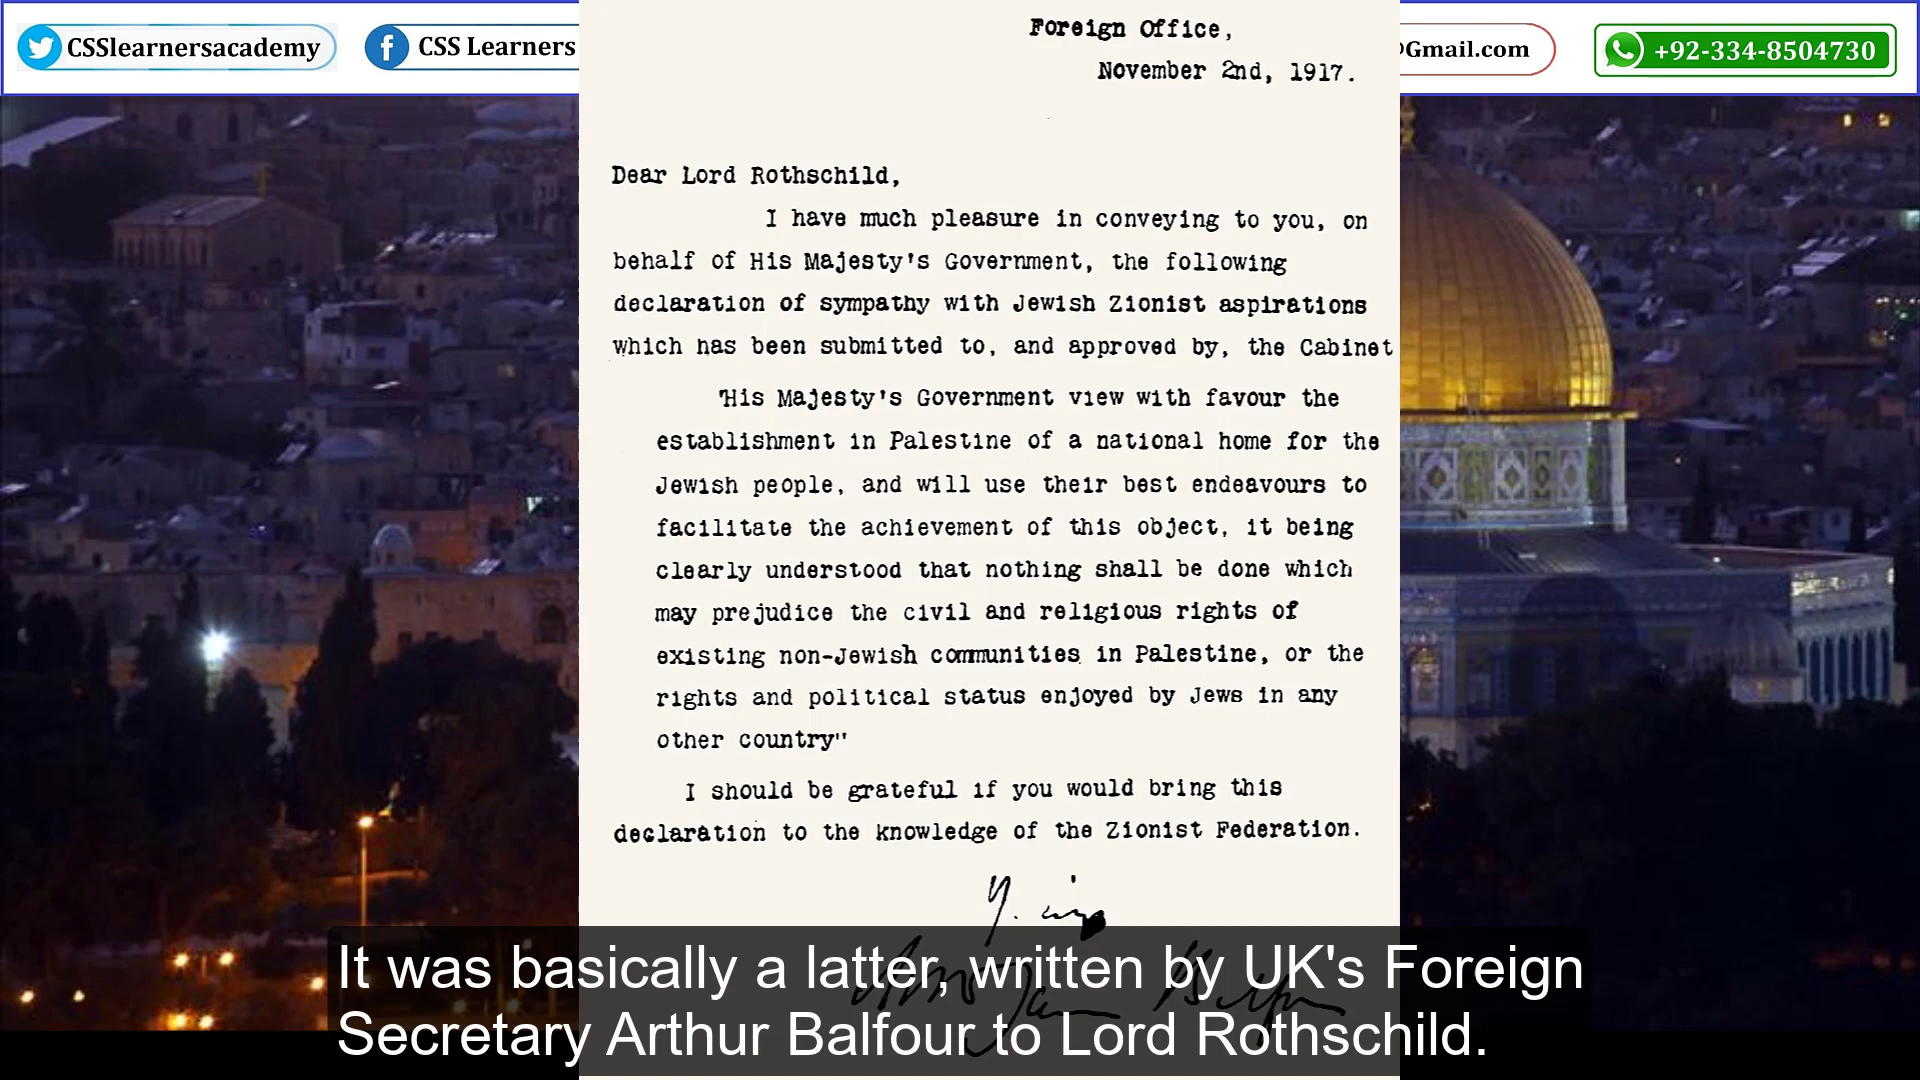 CSSlearnersacademy
CSS Learners
@Gmail.com
+92-334-8504730
Foreign Office,
November 2nd, 1917.
Dear Lord Rothschild,
I have much pleasure in conveying to you, on
behalf of His Majesty's Government, the following
declaration of sympathy with Jewish Zionist aspirations
which has been submitted to, and approved by, the Cabinet
"His Majesty's Government view with favour the
establishment in Palestine of a national home for the
Jewish people, and will use their best endeavours to
facilitate the achievement of this object, it being
clearly understood that nothing shall be done which
may prejudice the civil and religious rights of
existing non-Jewish communities in Palestine, or the
rights and political status enjoyed by Jews in any
other country"
I should be grateful if you would bring this
declaration to the knowledge of the Zionist Federation.
It was basically a latter, written by UK's Foreign
Secretary Arthur Balfour to Lord Rothschild.